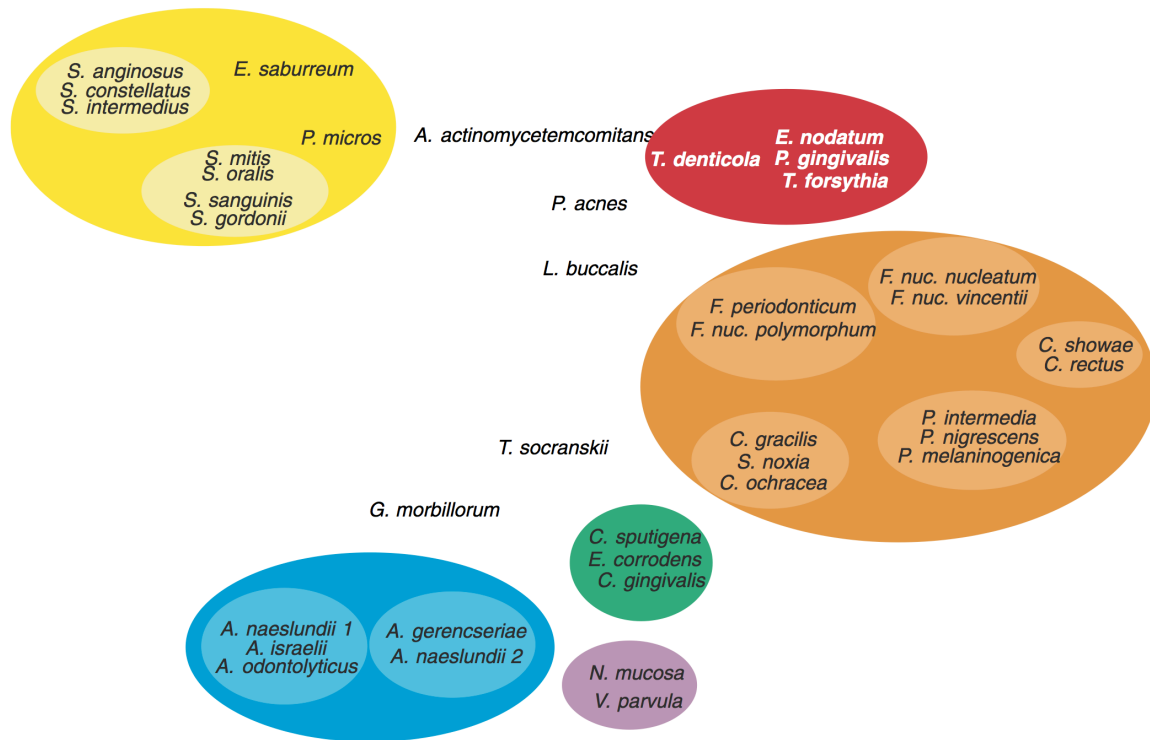 S. anginosus
S. constellatus
S. intermedius
E. saburreum
P. micros
S. mitis
S. oralis
S. sanguinis
S. gordonii
A. actinomycetemcomitans
E. nodatum
T. denticola
P. gingivalis
T. forsythia
P. acnes
L. buccalis
F. periodonticum
F. nuc. polymorphum
F. nuc. nucleatum
F. nuc. vincentii
C. showae
C. rectus
P. intermedia
P. nigrescens
P. melaninogenica
C. gracilis
S. noxia
C. ochracea
T. socranskii
G. morbillorum
C. sputigena
E. corrodens
C. gingivalis
A. naeslundii 1
A. israelii
A. odontolyticus
A. gerencseriae
A. naeslundii 2
N. mucosa
V. parvula